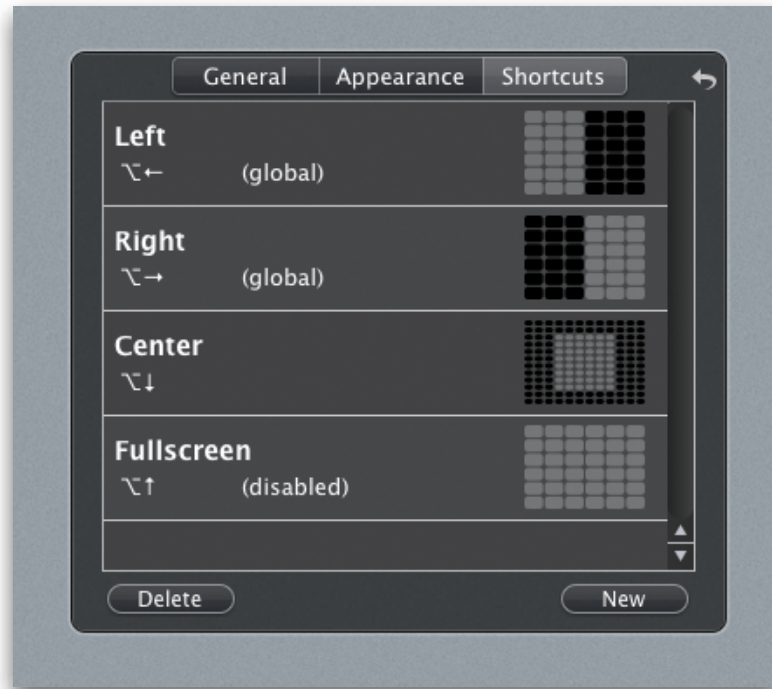 General Appearance Shortcuts
Left
⌥← (global)
Right
⌥→ (global)
Center
⌥↓
Fullscreen
⌥↑ (disabled)
Delete New